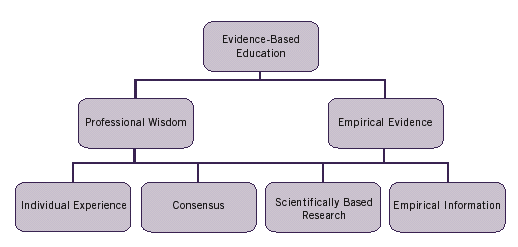 Evidence-Based
Education
Professional Wisdom
Empirical Evidence
Individual Experience
Consensus
Scientifically Based
Research
Empirical Information